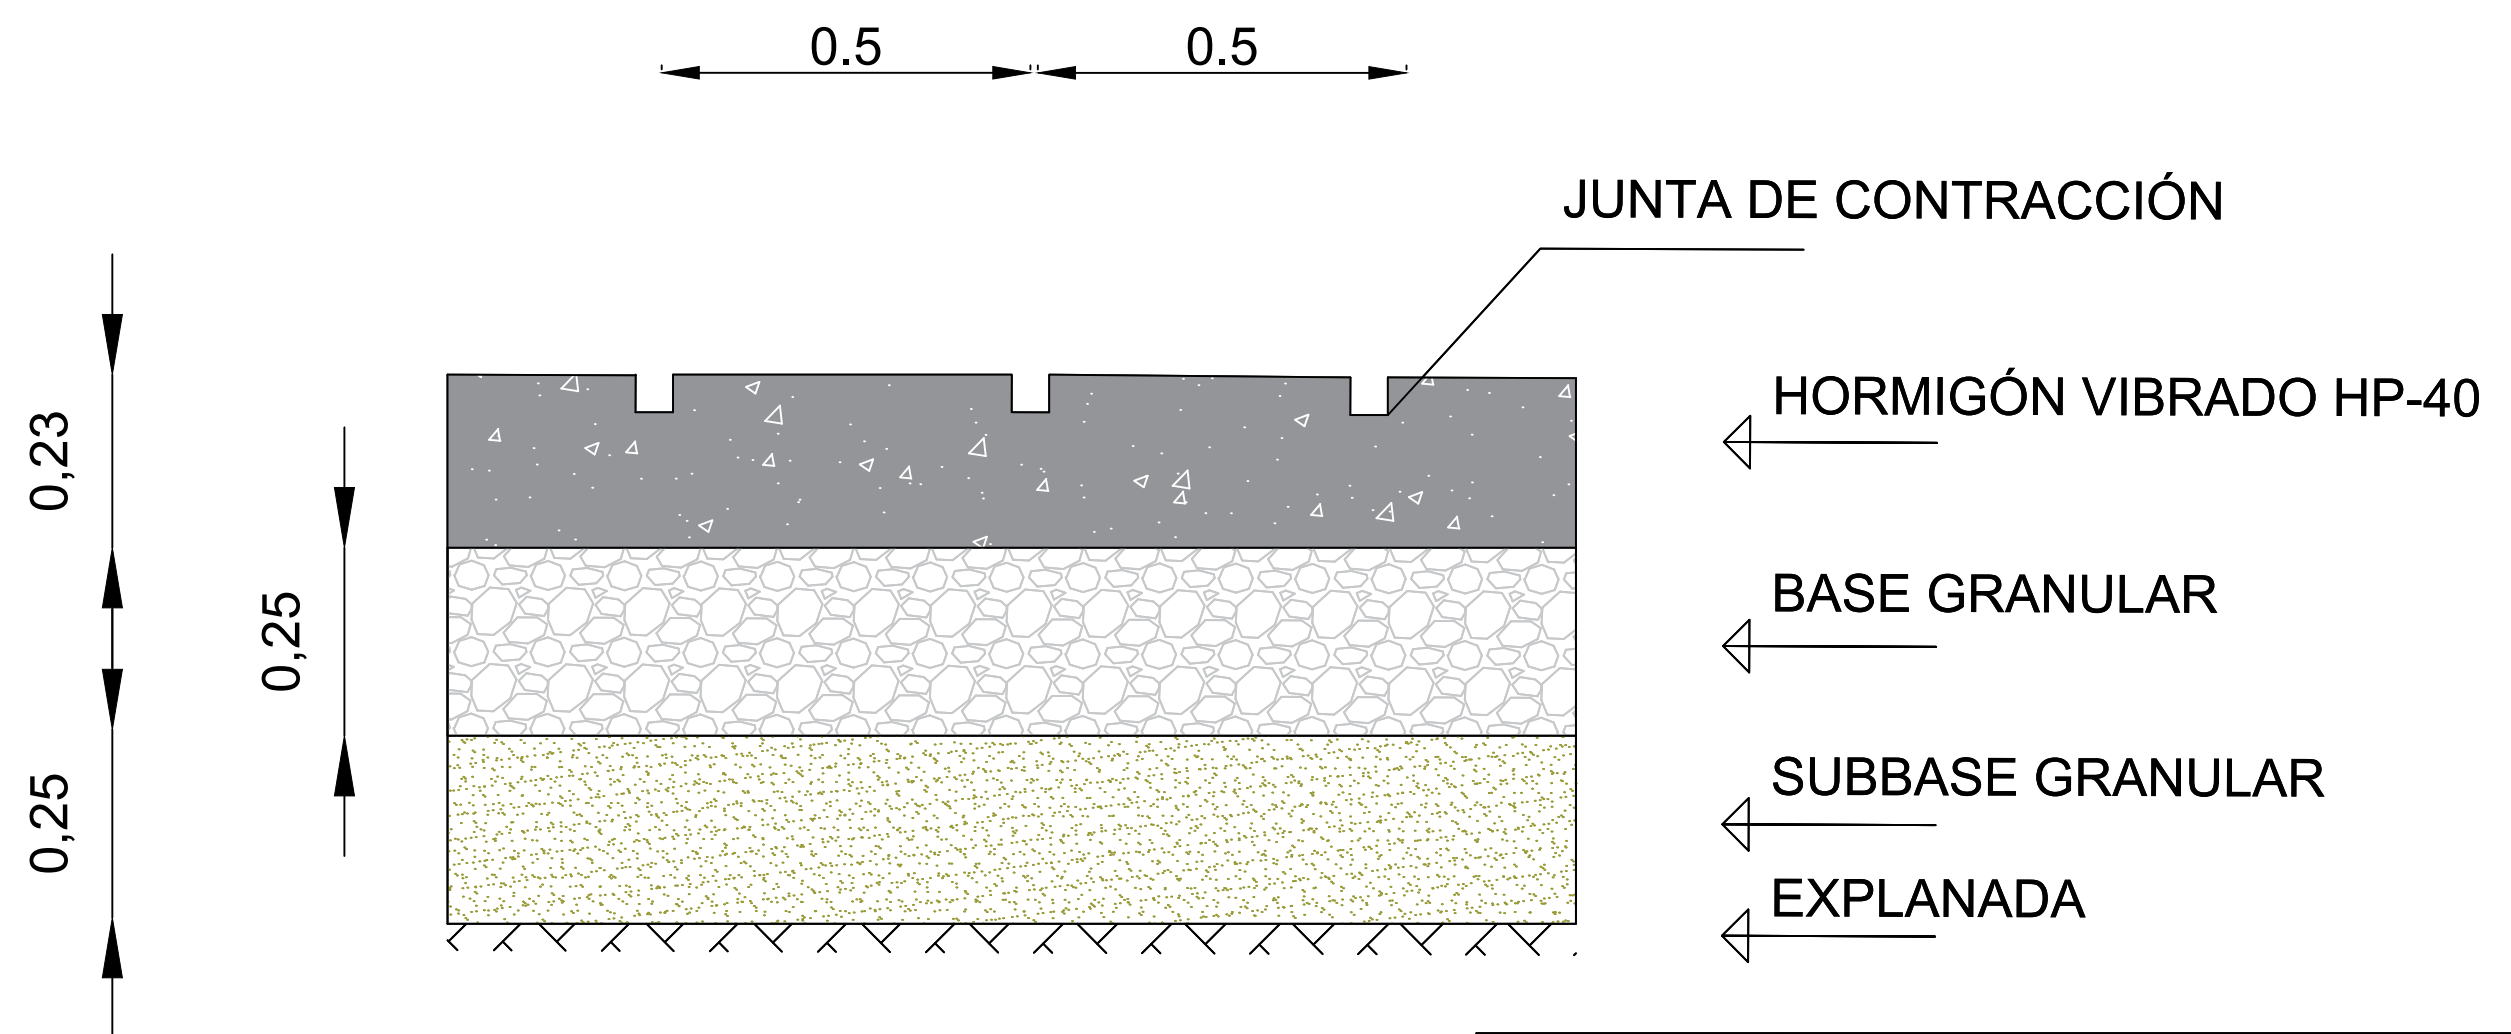 0.5 0.5
JUNTA DE CONTRACCIÓN
HORMIGÓN VIBRADO HP-40
0,23
BASE GRANULAR
0,25
SUBBASE GRANULAR
0,25
EXPLANADA